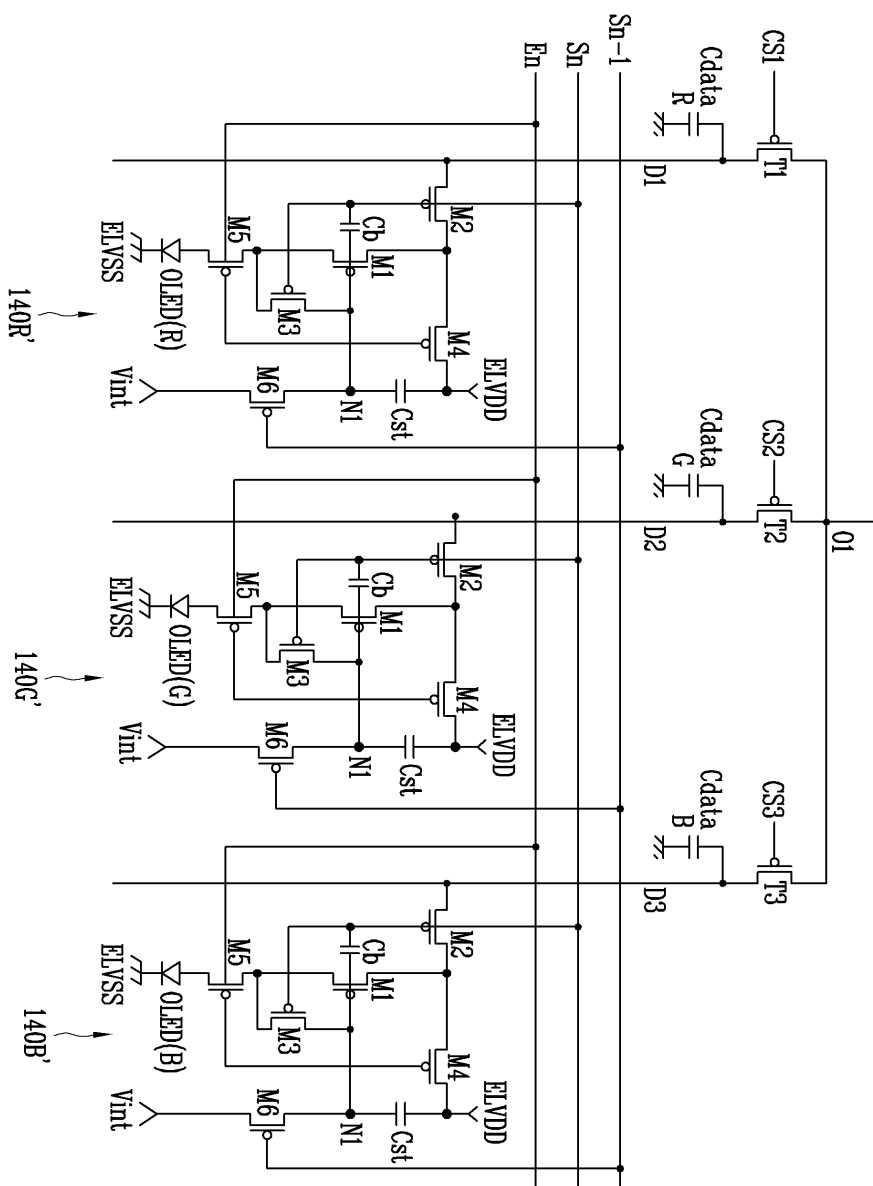 O1
CS1
CS2
CS3
T1
T2
T3
Cdata
R
Cdata
G
Cdata
B
D1
D2
D3
Sn-1
Sn
En
M2
M4
ELVDD
Cb
M1
Cst
N1
M3
M5
M6
OLED(R)
ELVSS
Vint
140R'
M2
M4
ELVDD
Cb
M1
Cst
N1
M3
M5
M6
OLED(G)
ELVSS
Vint
140G'
M2
M4
ELVDD
Cb
M1
Cst
N1
M3
M5
M6
OLED(B)
ELVSS
Vint
140B'